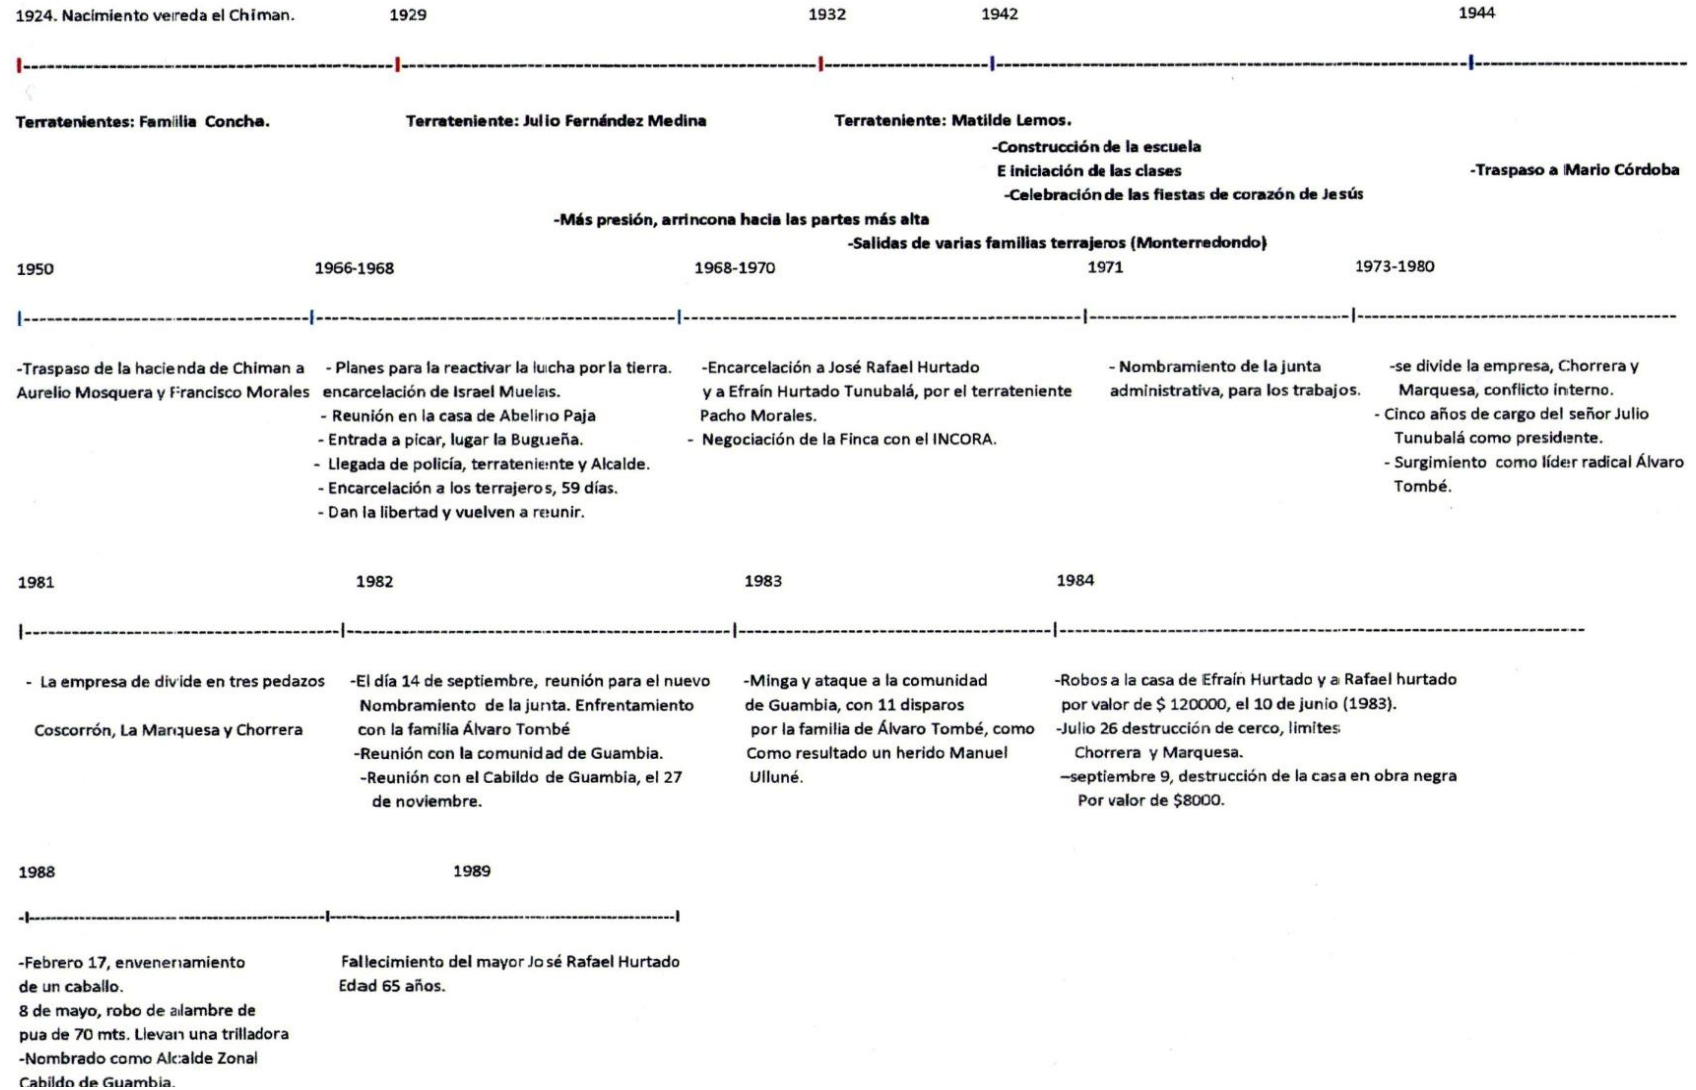 1924. Nacimiento vereda el Chiman. 1929 1932 1942 1944
Terratenientes: Familia Concha. Terrateniente: Julio Fernández Medina Terrateniente: Matilde Lemos.
-Construcción de la escuela
E iniciación de las clases -Traspaso a Mario Córdoba
-Celebración de las fiestas de corazón de Jesús
-Más presión, arrincona hacia las partes más alta
-Salidas de varias familias terrajeros (Monterredondo)
1950 1966-1968 1968-1970 1971 1973-1980
-Traspaso de la hacienda de Chiman a
Aurelio Mosquera y Francisco Morales
- Planes para la reactivar la lucha por la tierra.
encarcelación de Israel Muelas.
- Reunión en la casa de Abelino Paja
- Entrada a picar, lugar la Bugueña.
- Llegada de policía, terrateniente y Alcalde.
- Encarcelación a los terrajeros, 59 días.
- Dan la libertad y vuelven a reunir.
-Encarcelación a José Rafael Hurtado
y a Efraín Hurtado Tunubalá, por el terrateniente
Pacho Morales.
- Negociación de la Finca con el INCORA.
- Nombramiento de la junta
administrativa, para los trabajos.
-se divide la empresa, Chorrera y
Marquesa, conflicto interno.
- Cinco años de cargo del señor Julio
Tunubalá como presidente.
- Surgimiento como líder radical Álvaro
Tombé.
1981 1982 1983 1984
- La empresa de divide en tres pedazos
Coscorrón, La Marquesa y Chorrera
-El día 14 de septiembre, reunión para el nuevo
Nombramiento de la junta. Enfrentamiento
con la familia Álvaro Tombé
-Reunión con la comunidad de Guambia.
-Reunión con el Cabildo de Guambia, el 27
de noviembre.
-Minga y ataque a la comunidad
de Guambia, con 11 disparos
por la familia de Álvaro Tombé, como
Como resultado un herido Manuel
Ulluné.
-Robos a la casa de Efraín Hurtado y a Rafael hurtado
por valor de $ 120000, el 10 de junio (1983).
-Julio 26 destrucción de cerco, limites
Chorrera y Marquesa.
–septiembre 9, destrucción de la casa en obra negra
Por valor de $8000.
1988 1989
-Febrero 17, envenenamiento
de un caballo.
8 de mayo, robo de alambre de
pua de 70 mts. Llevan una trilladora
-Nombrado como Alcalde Zonal
Cabildo de Guambia.
Fallecimiento del mayor José Rafael Hurtado
Edad 65 años.